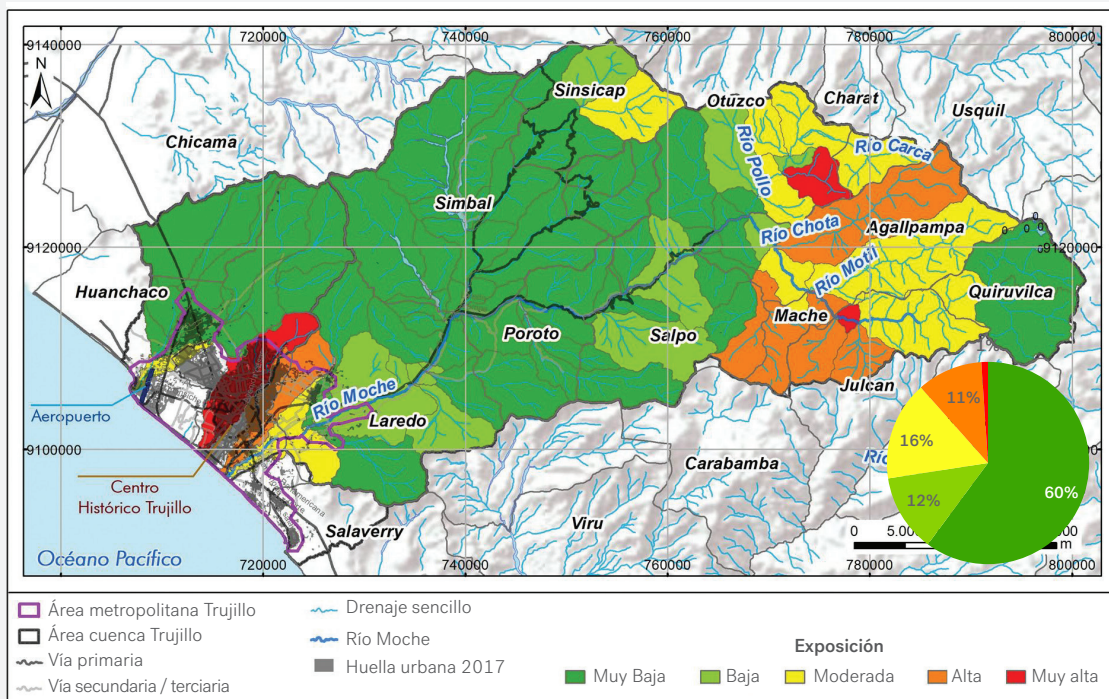 720000 740000 760000 780000 800000
9140000
N
Sinsicap
Otuzco
Charat
Usquil
Chicama
Río Pollo
Río Carca
Simbal
Río Chota
Agallpampa
9120000
9120000
Río Motil
Huanchaco
Quiruvilca
Mache
Poroto
Salpo
Julcan
Río Moche
Aeropuerto
Laredo
9100000
Centro
Histórico Trujillo
Carabamba
Viru
Salaverry
Océano Pacífico
1%
11%
16%
12%
60%
0 5.000
m
720000 740000 760000 780000 800000
Área metropolitana Trujillo
Área cuenca Trujillo
Vía primaria
Vía secundaria / terciaria
Drenaje sencillo
Río Moche
Huella urbana 2017
Exposición
Muy Baja Baja Moderada Alta Muy alta